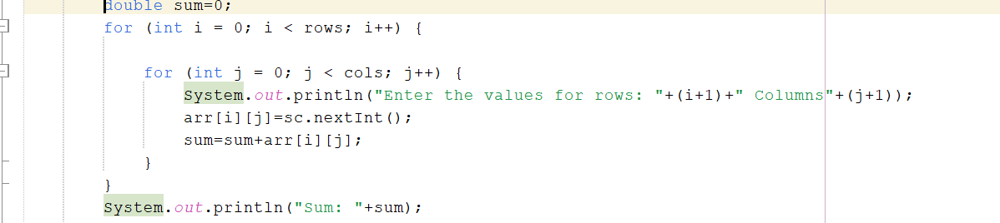 double sum=0;
for (int i = 0; i < rows; i++) {
for (int j = 0; j < cols; j++) {
System.out.println("Enter the values for rows: "+(i+1)+" Columns"+(j+1));
arr[i][j]=sc.nextInt();
sum=sum+arr[i][j];
}
}
System.out.println("Sum: "+sum);